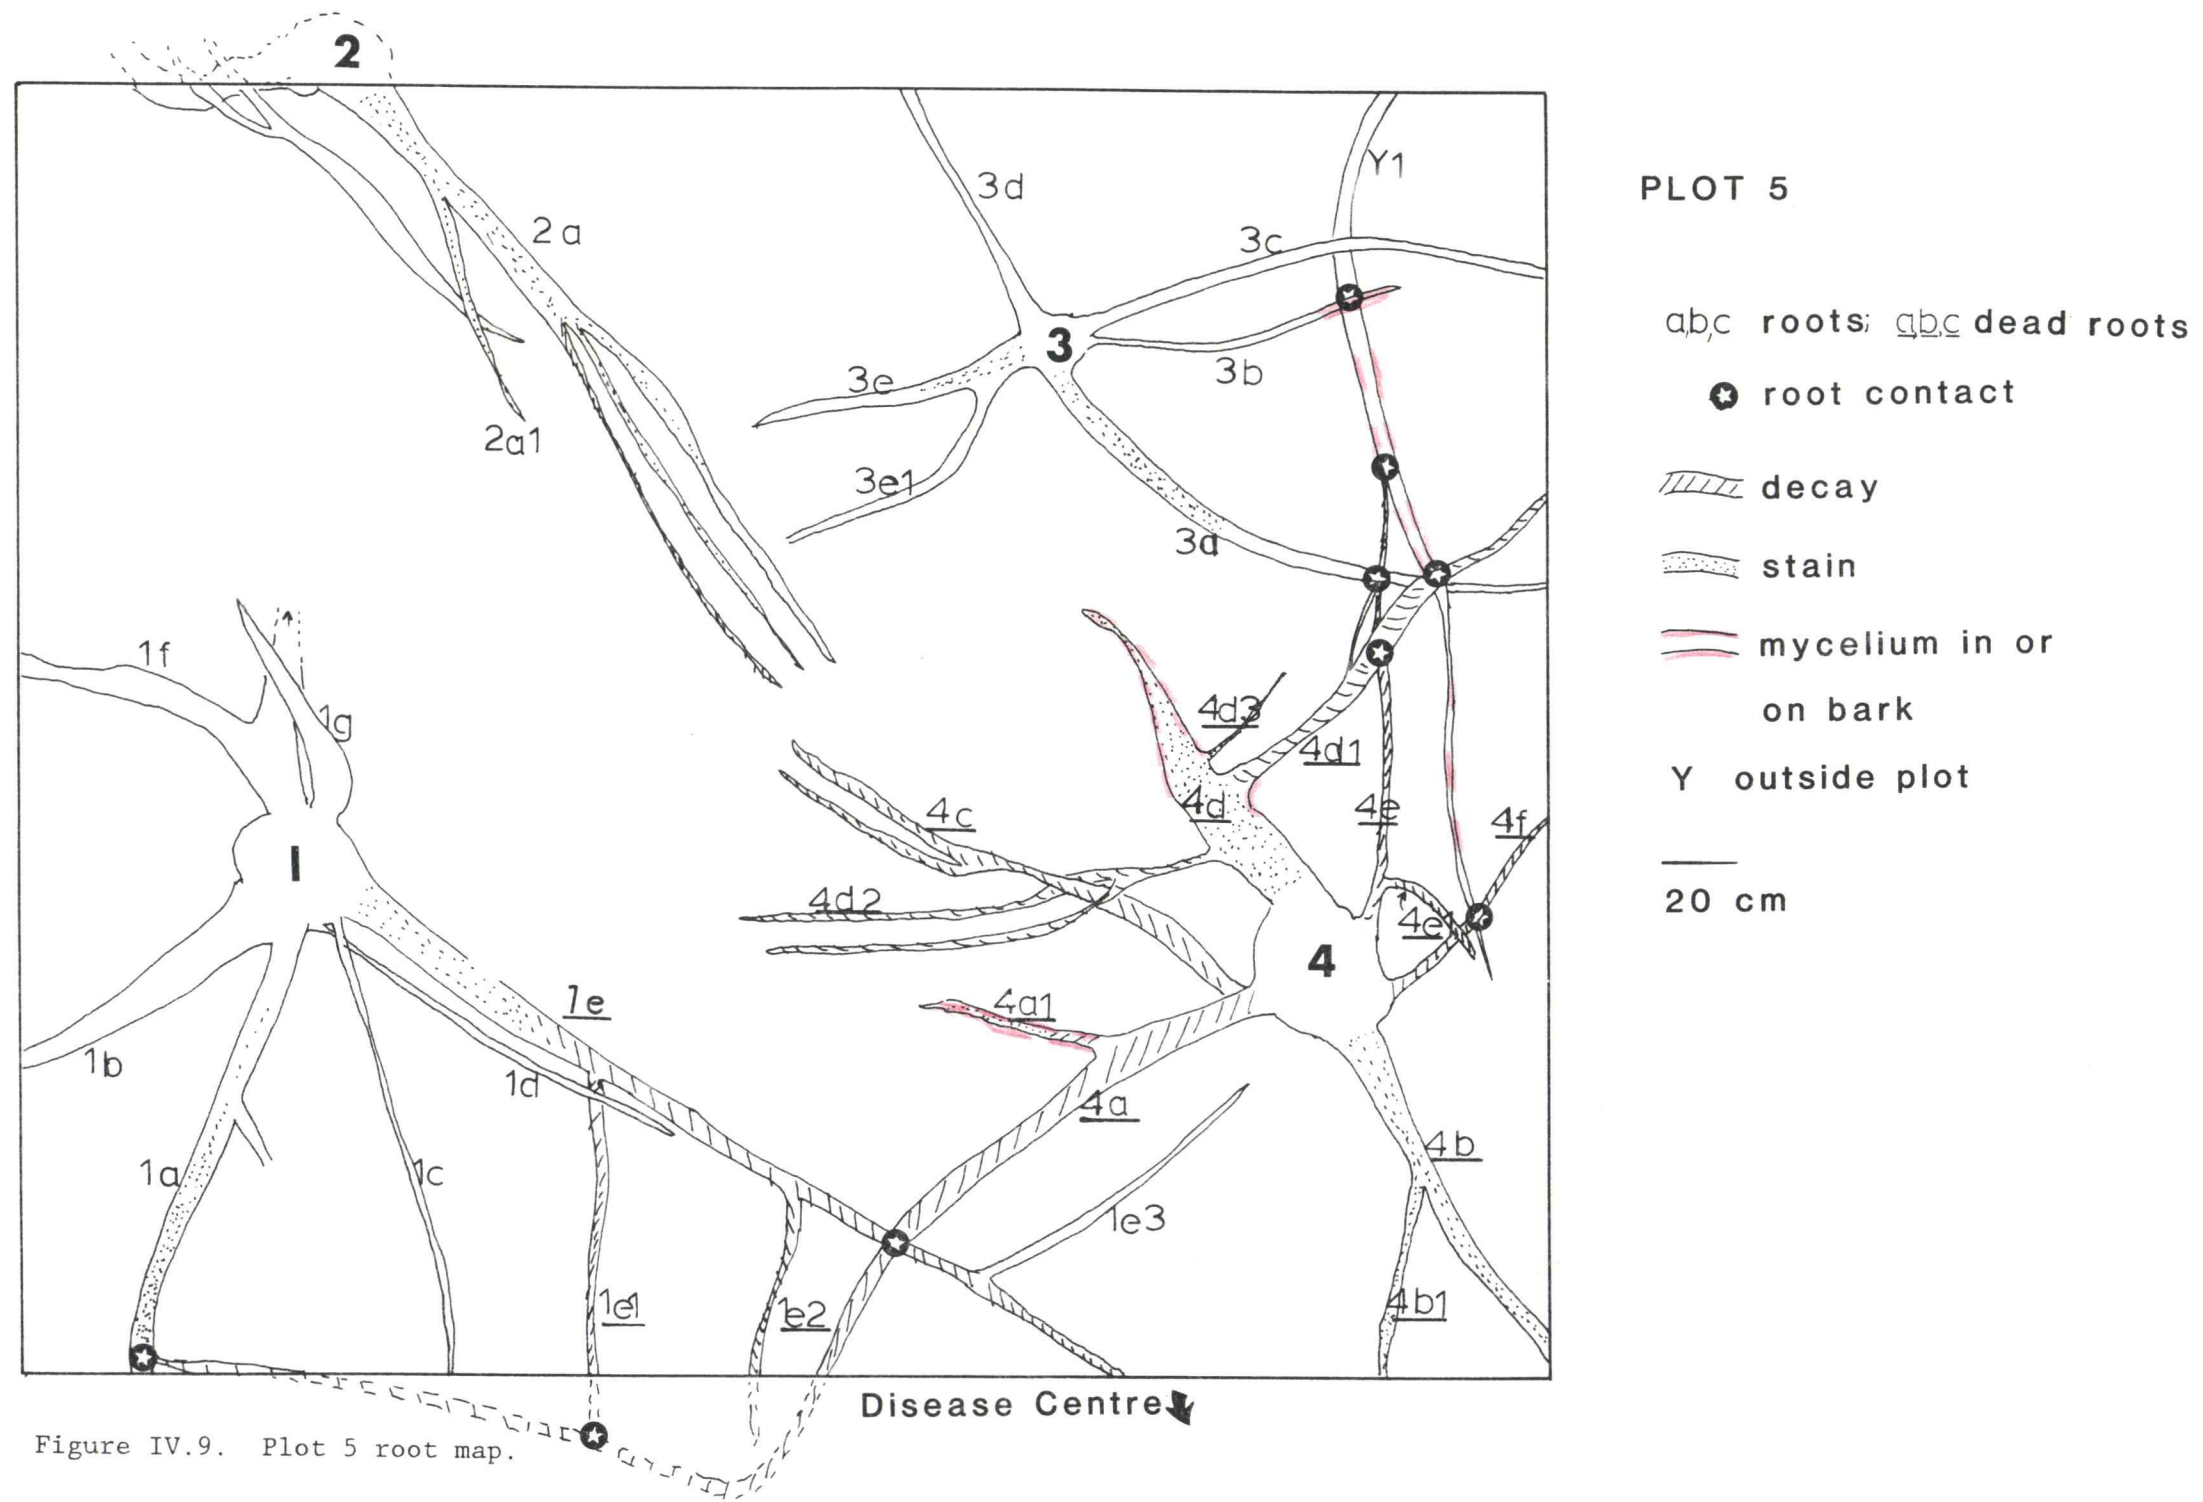 2
2a
2a1
3d
Y1
3c
3
3b
3e
3e1
3a
1f
1g
1
1b
1a
1c
1d
1e
1e1
1e2
1e3
4d3
4d1
4d
4e
4f
4c
4d2
4e1
4
4a1
4a
4b
4b1
Disease Centre
Figure IV.9. Plot 5 root map.
PLOT 5
a,b,c roots; a,b,c dead roots
root contact
decay
stain
mycelium in or
on bark
Y outside plot
20 cm